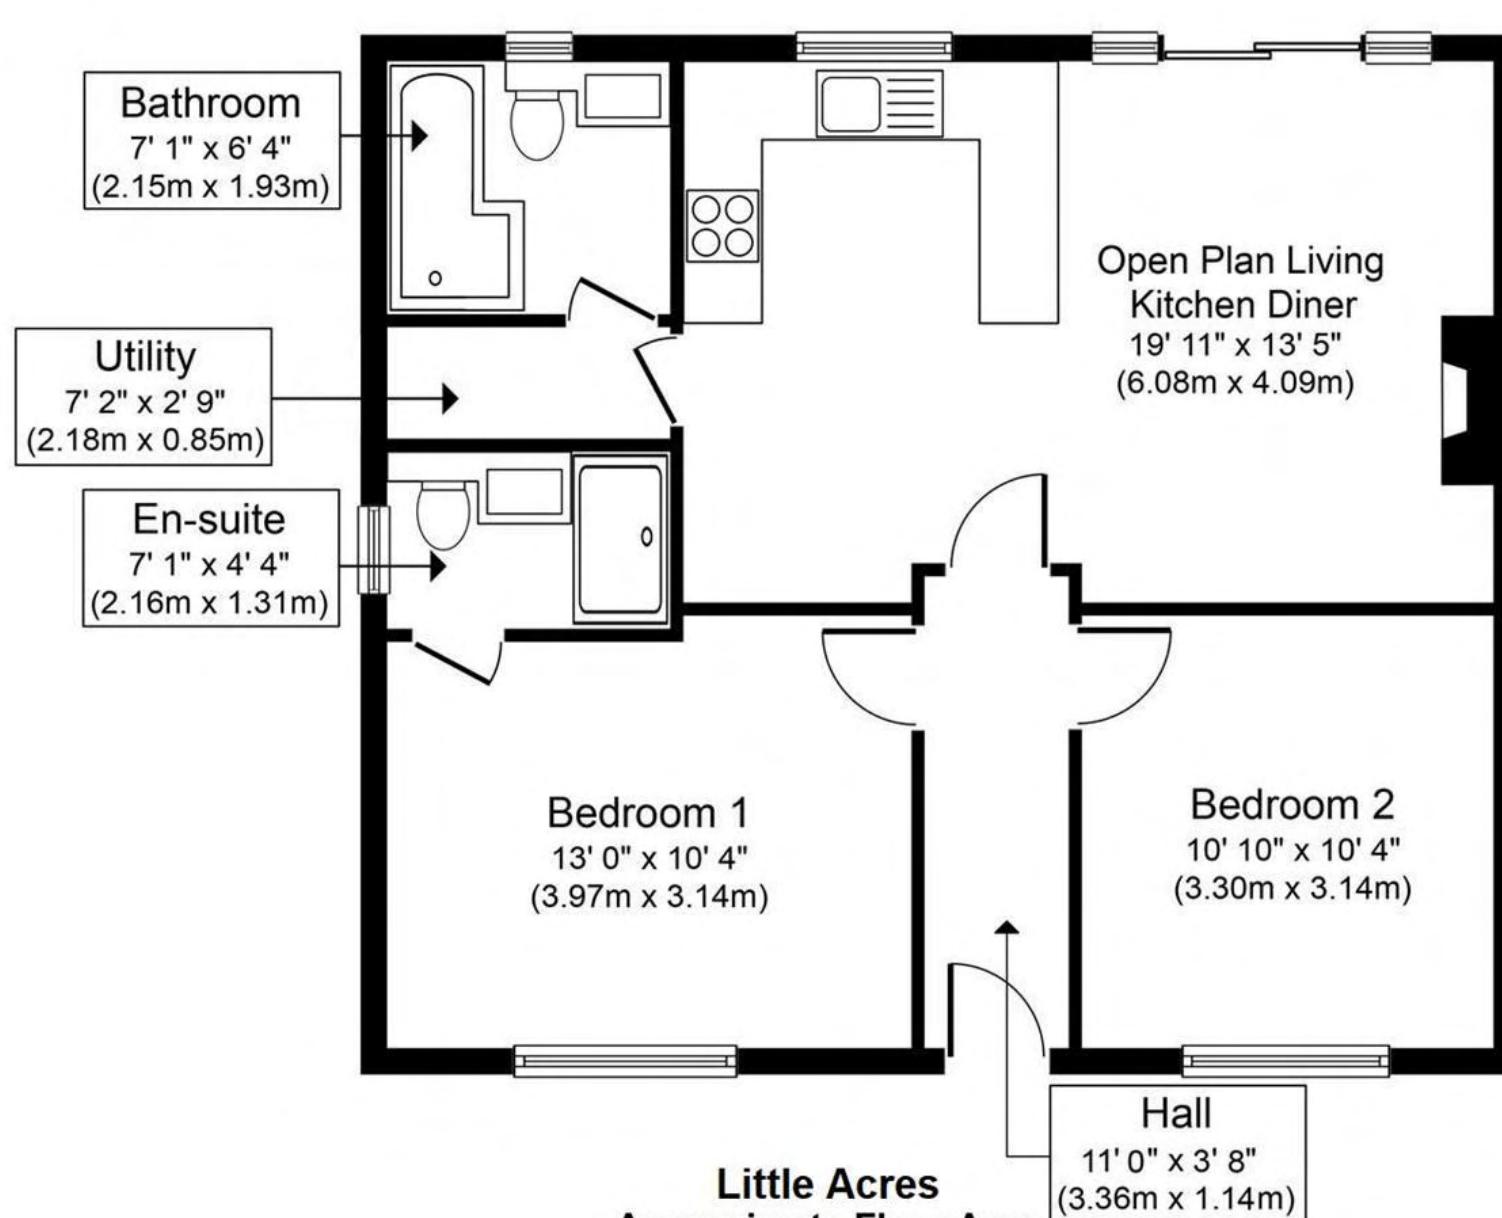 Bathroom
7' 1" x 6' 4"
(2.15m x 1.93m)
Utility
7' 2" x 2' 9"
(2.18m x 0.85m)
En-suite
7' 1" x 4' 4"
(2.16m x 1.31m)
Open Plan Living
Kitchen Diner
19' 11" x 13' 5"
(6.08m x 4.09m)
Bedroom 1
13' 0" x 10' 4"
(3.97m x 3.14m)
Bedroom 2
10' 10" x 10' 4"
(3.30m x 3.14m)
Hall
11' 0" x 3' 8"
(3.36m x 1.14m)
Little Acres